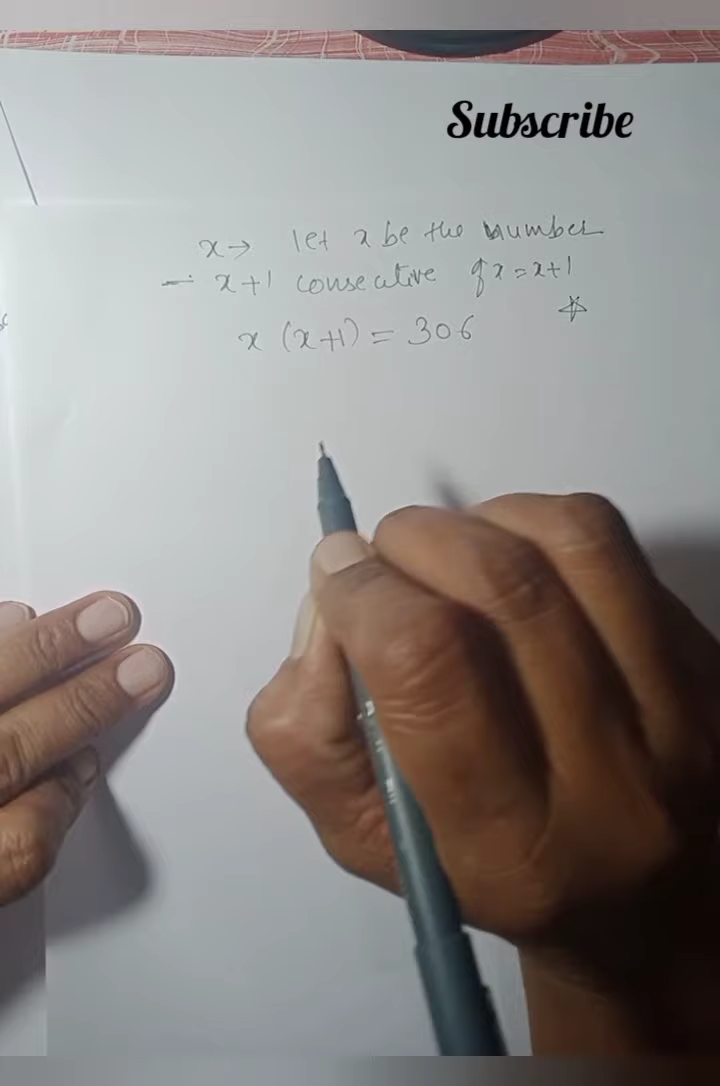 Subscribe
x → let x be the number
- x+1 consecative of x = x+1
x (x+1) = 306